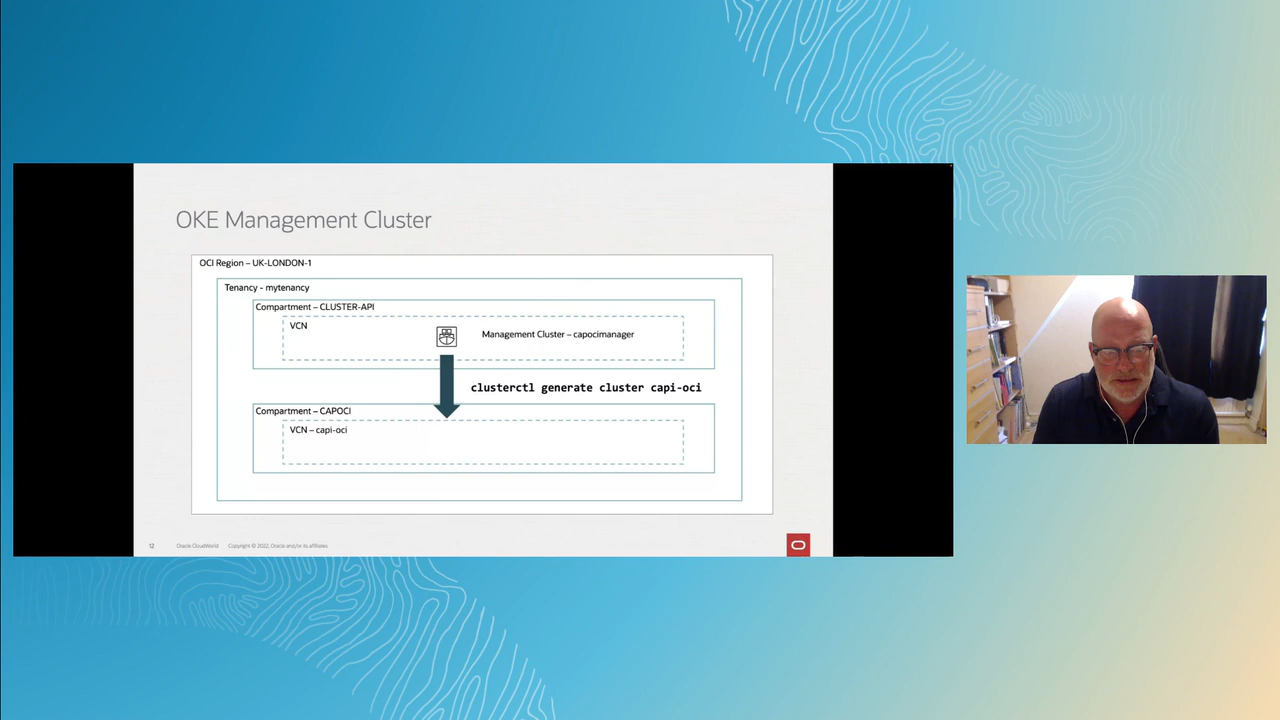 OKE Management Cluster
OCI Region – UK-LONDON-1
Tenancy - mytenancy
Compartment – CLUSTER-API
VCN
Management Cluster – capocimanager
clusterctl generate cluster capi-oci
Compartment – CAPOCI
VCN – capi-oci
12
Oracle CloudWorld
Copyright © 2022, Oracle and/or its affiliates